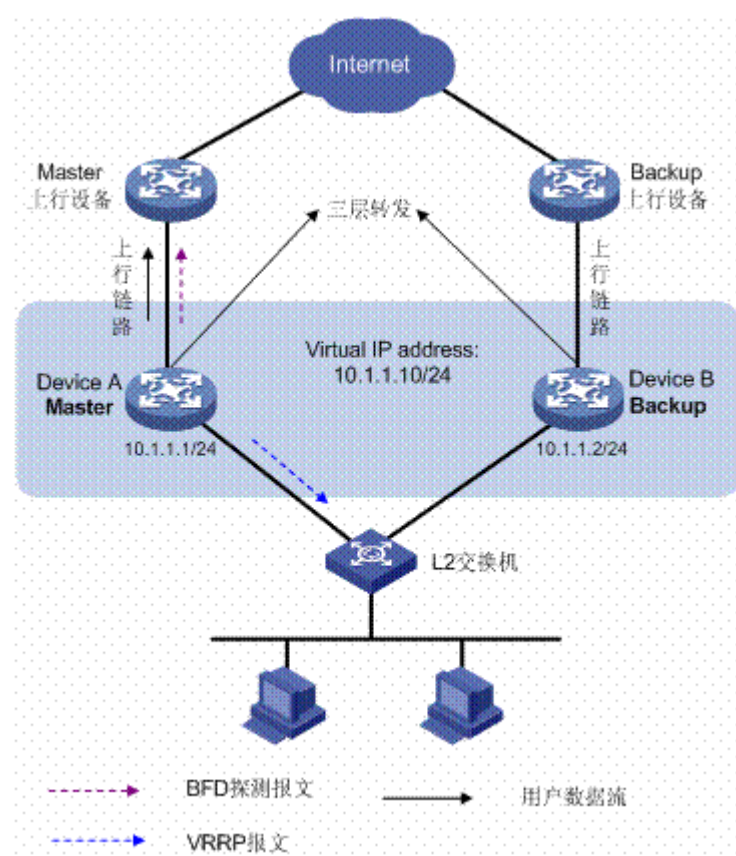 Internet
Master
上行设备
Backup
上行设备
三层转发
上行链路
上行链路
Virtual IP address:
10.1.1.10/24
Device A
Master
10.1.1.1/24
Device B
Backup
10.1.1.2/24
L2交换机
BFD探测报文
用户数据流
VRRP报文